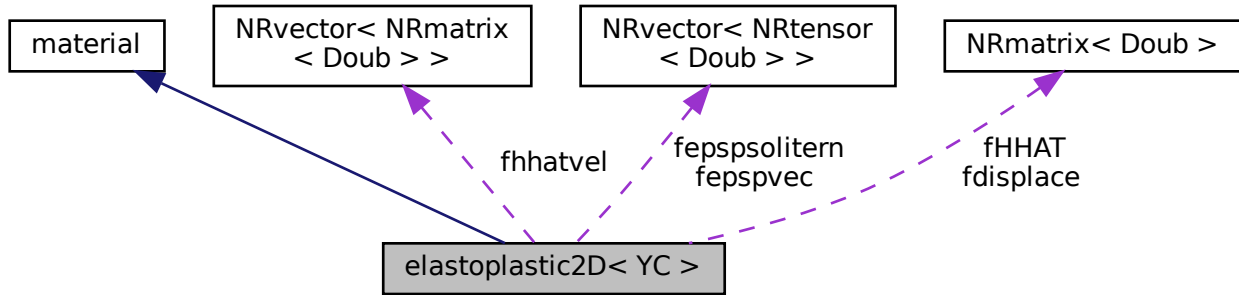 material
NRvector< NRmatrix
< Doub > >
NRvector< NRtensor
< Doub > >
NRmatrix< Doub >
fhhatvel
fepspsolitern
fepspvec
fHHAT
fdisplace
elastoplastic2D< YC >